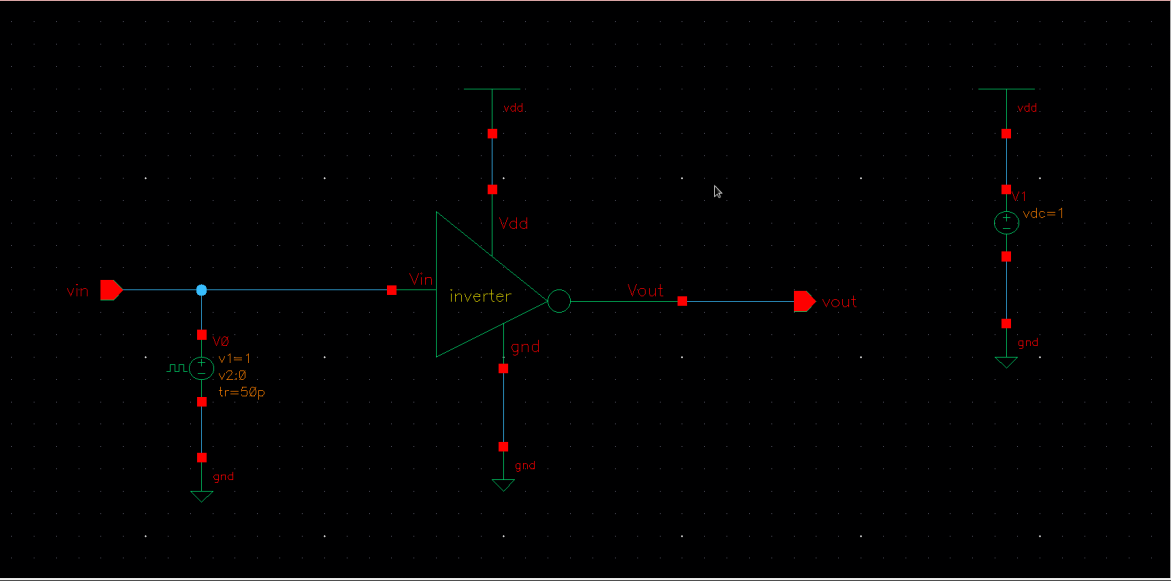 vdd
vdd
V1
vdc=1
Vdd
Vin
vin
inverter
Vout
vout
V0
v1=1
v2:0
tr=50p
gnd
gnd
gnd
gnd